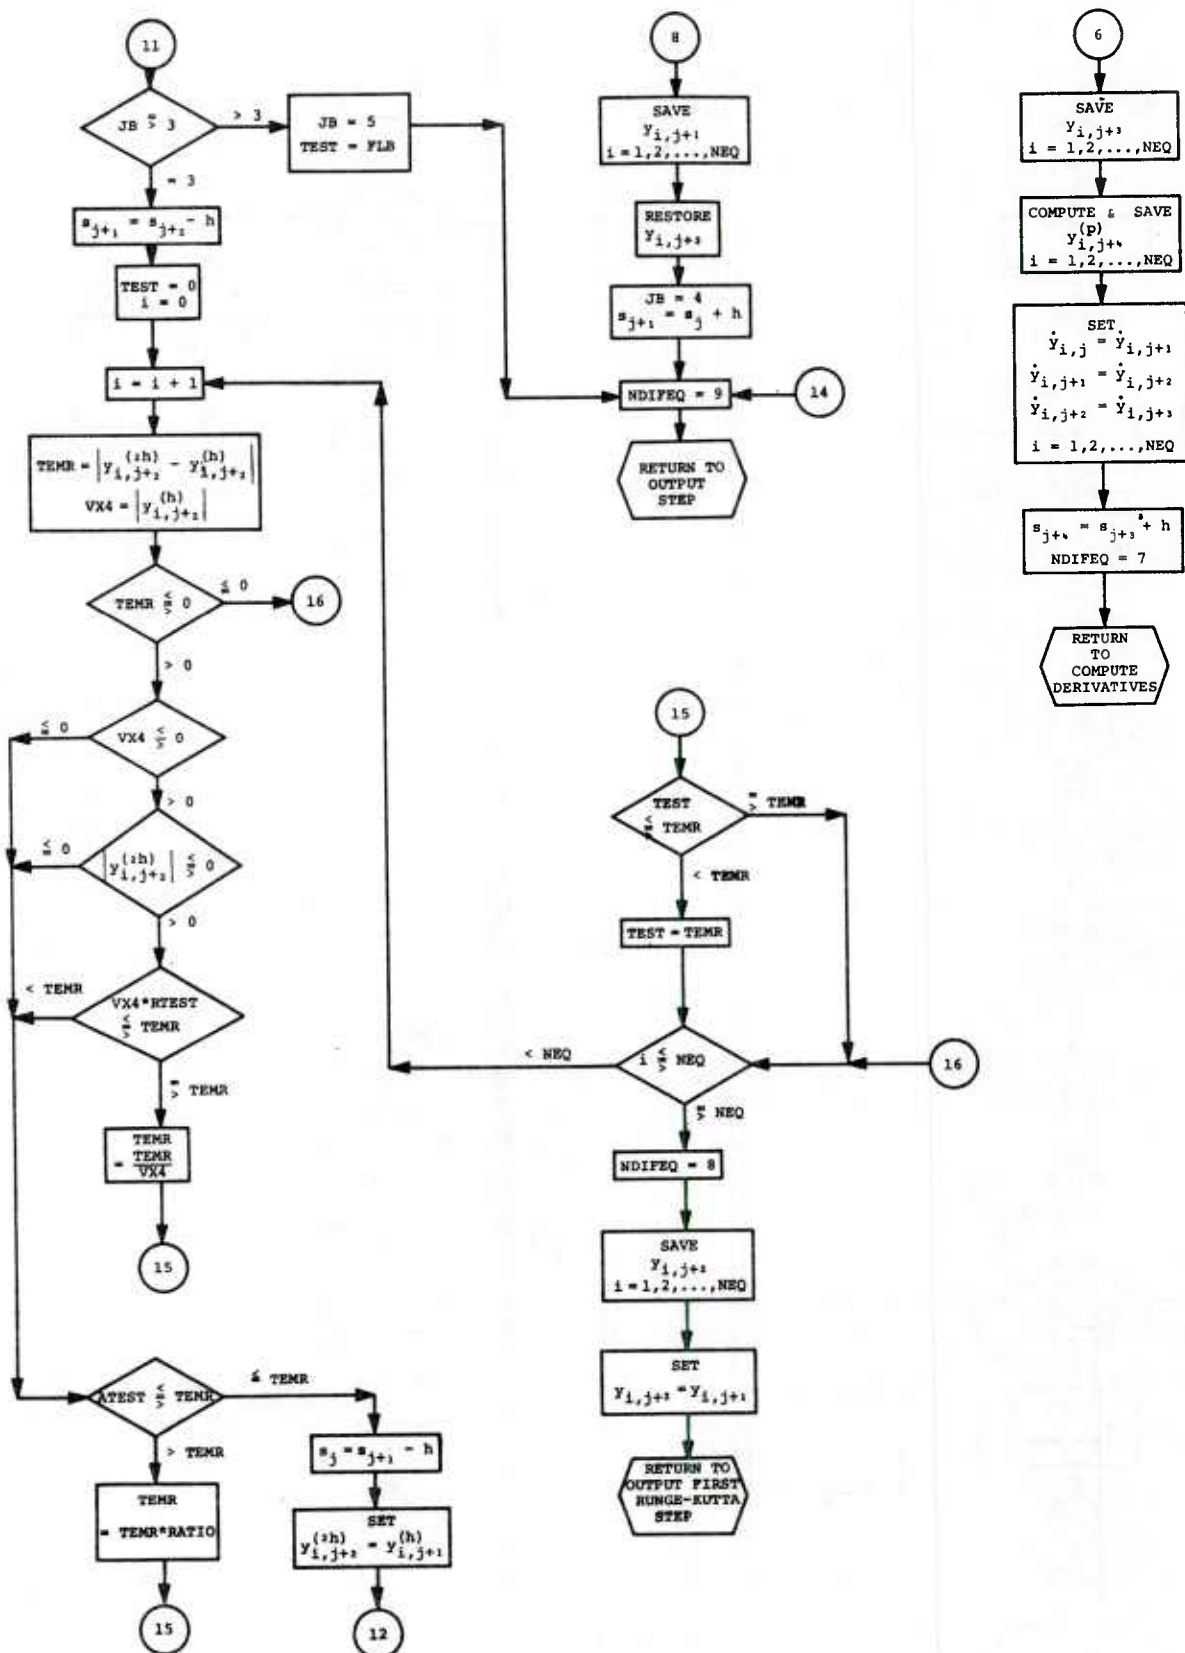 11
JB ≧ 3
> 3
JB = 5
TEST = FLB
= 3
s_{j+1} = s_{j+2} - h
TEST = 0
i = 0
i = i + 1
TEMR = |y_{i,j+2}^{(2h)} - y_{i,j+2}^{(h)}|
VX4 = |y_{i,j+2}^{(h)}|
TEMR ⪋ 0
≦ 0
16
> 0
VX4 ⪋ 0
≦ 0
> 0
|y_{i,j+2}^{(2h)}| ⪋ 0
≦ 0
> 0
VX4*RTEST
⪋ TEMR
< TEMR
≧ TEMR
TEMR
= TEMR
VX4
15
ATEST ⪋ TEMR
≦ TEMR
> TEMR
TEMR
= TEMR*RATIO
15
s_j = s_{j+1} - h
SET
y_{i,j+2}^{(2h)} = y_{i,j+1}^{(h)}
12
8
SAVE
y_{i,j+1}
i = 1,2,...,NEQ
RESTORE
y_{i,j+2}
JB = 4
s_{j+1} = s_j + h
NDIFEQ = 9
14
RETURN TO
OUTPUT
STEP
15
TEST
⪋ TEMR
≧ TEMR
< TEMR
TEST = TEMR
i ⪋ NEQ
< NEQ
16
≧ NEQ
NDIFEQ = 8
SAVE
y_{i,j+2}
i = 1,2,...,NEQ
SET
y_{i,j+2} = y_{i,j+1}
RETURN TO
OUTPUT FIRST
RUNGE-KUTTA
STEP
6
SAVE
y_{i,j+3}
i = 1,2,...,NEQ
COMPUTE & SAVE
y_{i,j+4}^{(p)}
i = 1,2,...,NEQ
SET
ẏ_{i,j} = ẏ_{i,j+1}
ẏ_{i,j+1} = ẏ_{i,j+2}
ẏ_{i,j+2} = ẏ_{i,j+3}
i = 1,2,...,NEQ
s_{j+4} = s_{j+3} + h
NDIFEQ = 7
RETURN
TO
COMPUTE
DERIVATIVES